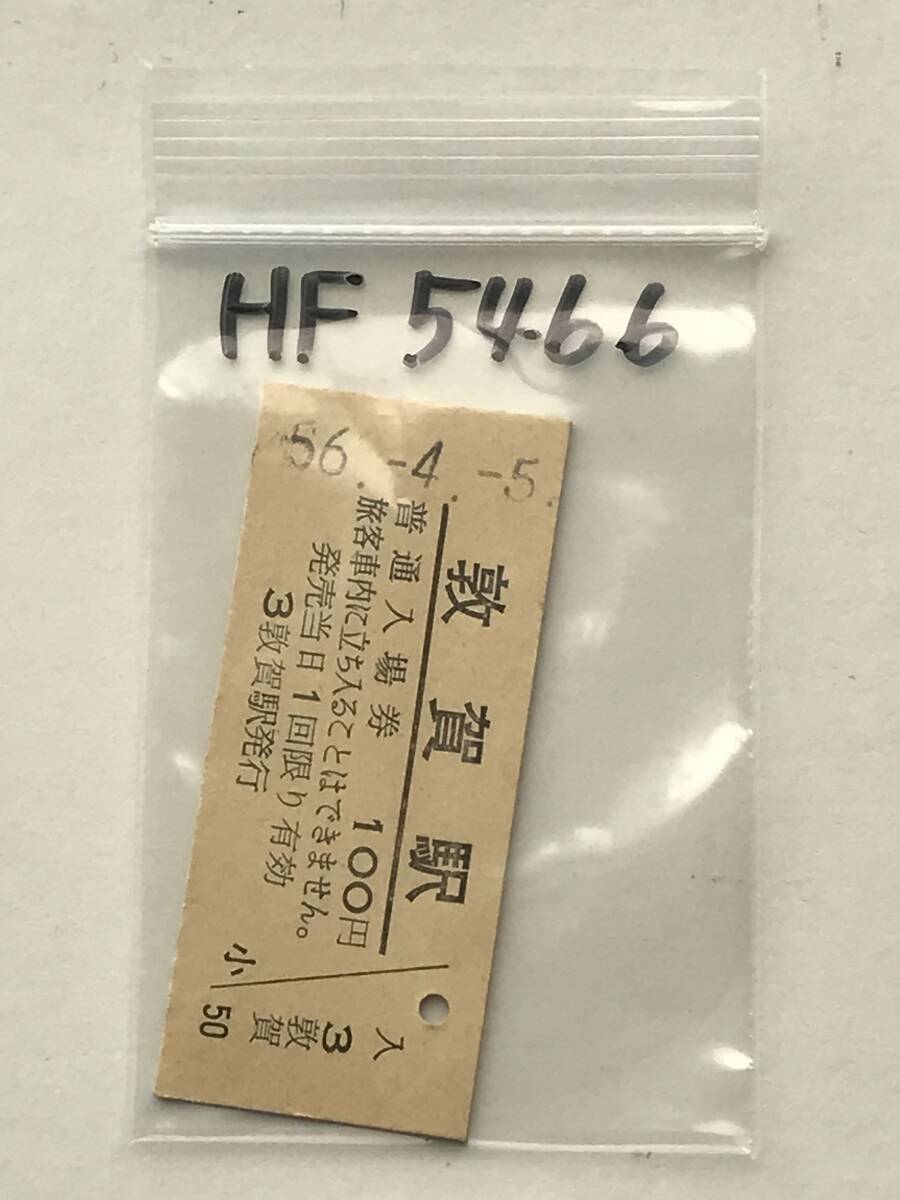 HF 5466
56.-4.-5.
敦賀駅
普通入場券 100円
旅客車内に立ち入ることはできません。
発売当日1回限り有効
3敦賀駅発行
入
3敦賀
小 50